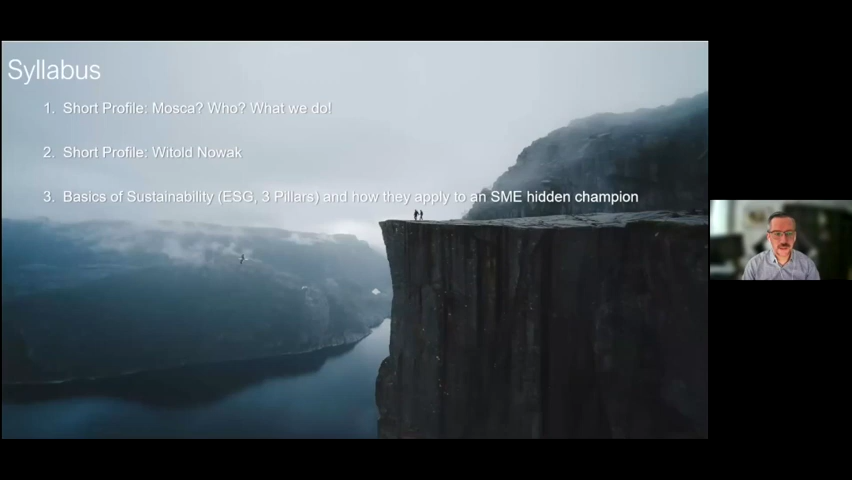 Syllabus
1. Short Profile: Mosca? Who? What we do!
2. Short Profile: Witold Nowak
3. Basics of Sustainability (ESG, 3 Pillars) and how they apply to an SME hidden champion